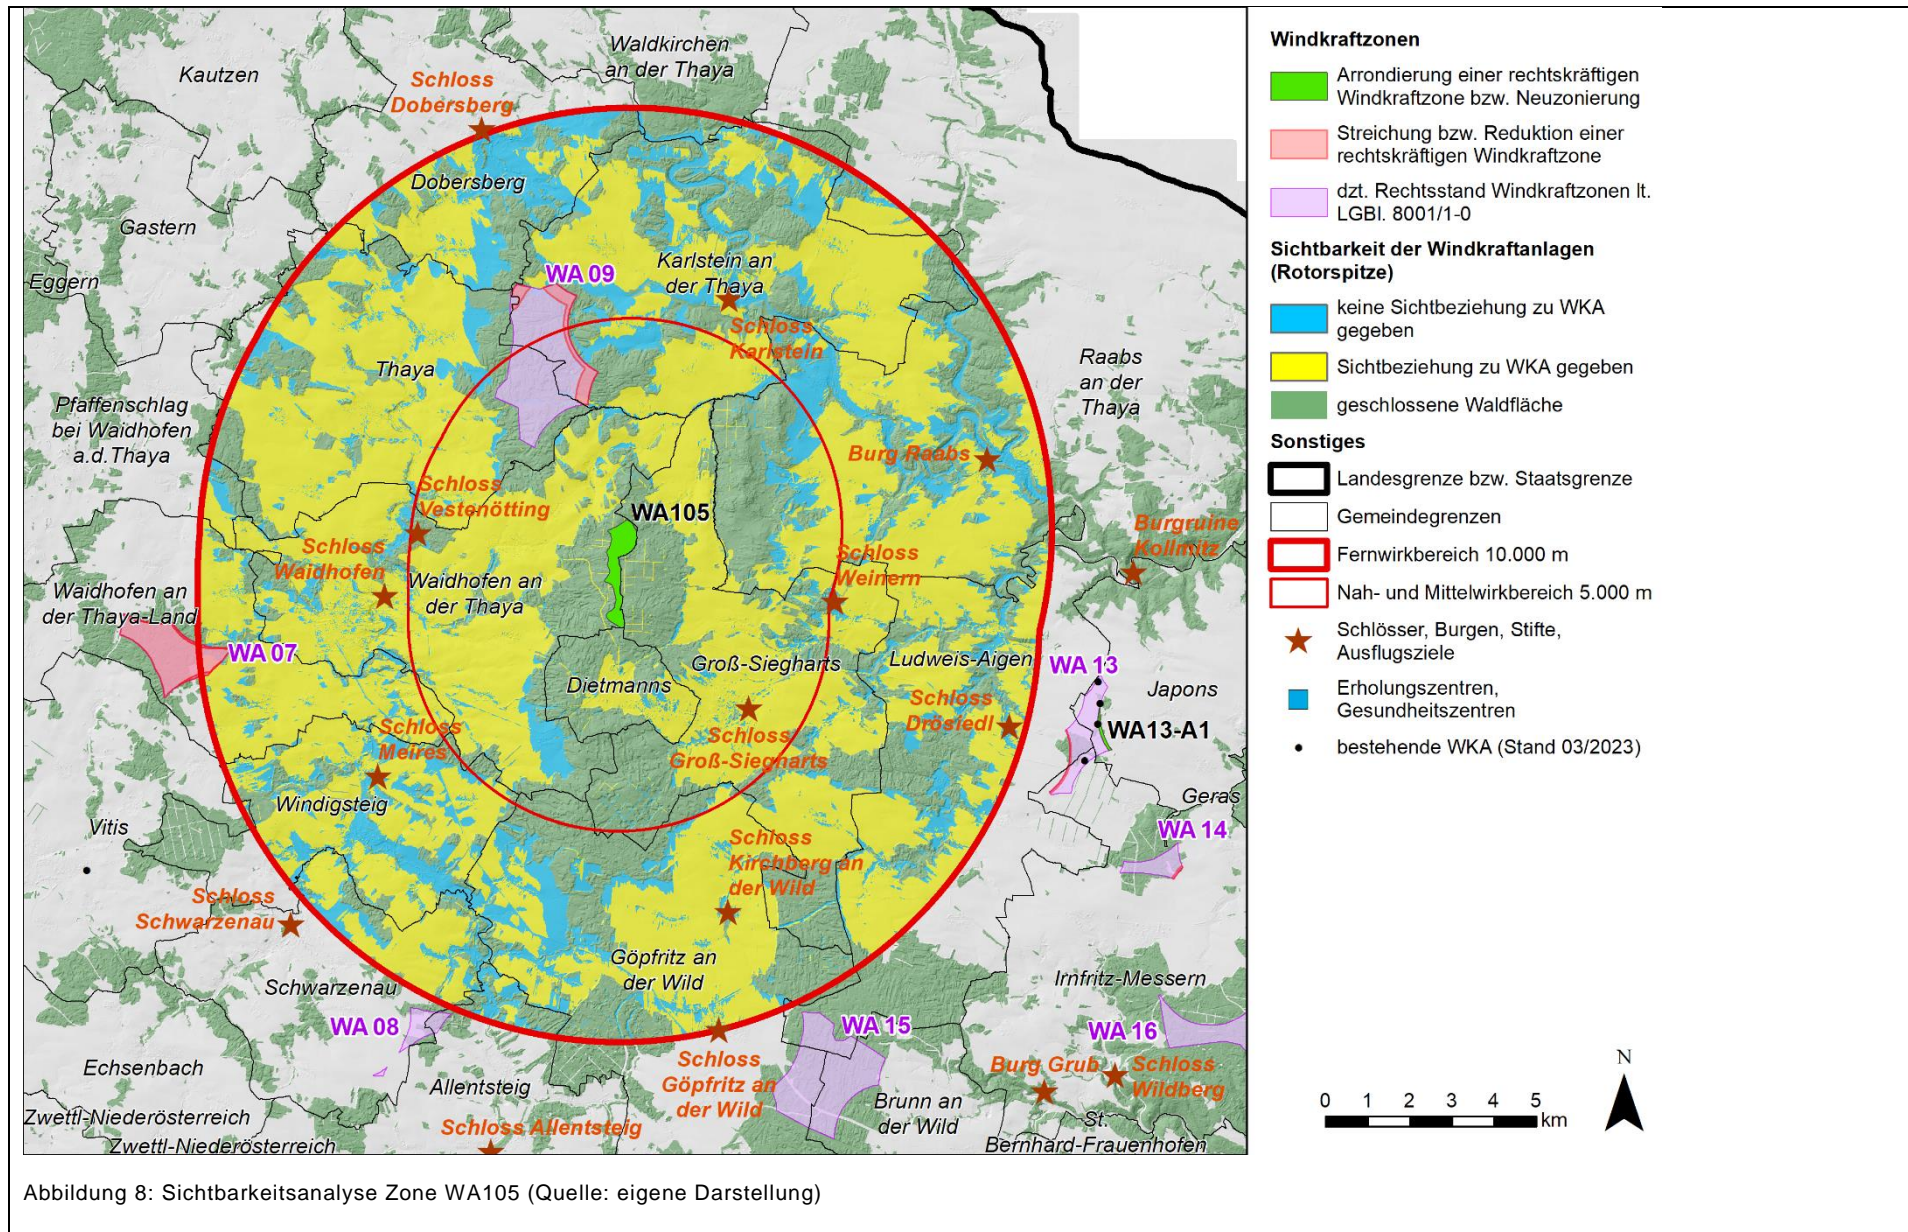 Waldkirchen
an der Thaya
Kautzen
Schloss
Dobersberg
Dobersberg
Gastern
Eggern
WA 09
Karlstein an
der Thaya
Schloss
Karlstein
Thaya
Raabs
an der
Thaya
Pfaffenschlag
bei Waidhofen
a.d.Thaya
Burg Raabs
Schloss
Vestenötting
WA105
Burgruine
Kollmitz
Schloss
Waidhofen
Schloss
Weinern
Waidhofen an
der Thaya
Waidhofen an
der Thaya-Land
WA 07
Groß-Siegharts
Ludweis-Aigen
WA 13
Dietmanns
Japons
Schloss
Drösiedl
WA13-A1
Schloss
Meires
Schloss
Groß-Siegharts
Windigsteig
Geras
Vitis
WA 14
Schloss
Kirchberg an
der Wild
Schloss
Schwarzenau
Göpfritz an
der Wild
Irnfritz-Messern
Schwarzenau
WA 08
WA 15
WA 16
Echsenbach
Allentsteig
Schloss
Göpfritz an
der Wild
Burg Grub
Schloss
Wildberg
Brunn an
der Wild
Zwettl-Niederösterreich
Zwettl-Niederösterreich
Schloss Allentsteig
St.
Bernhard-Frauenhofen
Windkraftzonen
Arrondierung einer rechtskräftigen
Windkraftzone bzw. Neuzonierung
Streichung bzw. Reduktion einer
rechtskräftigen Windkraftzone
dzt. Rechtsstand Windkraftzonen lt.
LGBl. 8001/1-0
Sichtbarkeit der Windkraftanlagen
(Rotorspitze)
keine Sichtbeziehung zu WKA
gegeben
Sichtbeziehung zu WKA gegeben
geschlossene Waldfläche
Sonstiges
Landesgrenze bzw. Staatsgrenze
Gemeindegrenzen
Fernwirkbereich 10.000 m
Nah- und Mittelwirkbereich 5.000 m
Schlösser, Burgen, Stifte,
Ausflugsziele
Erholungszentren,
Gesundheitszentren
bestehende WKA (Stand 03/2023)
N
0 1 2 3 4 5
km
Abbildung 8: Sichtbarkeitsanalyse Zone WA105 (Quelle: eigene Darstellung)